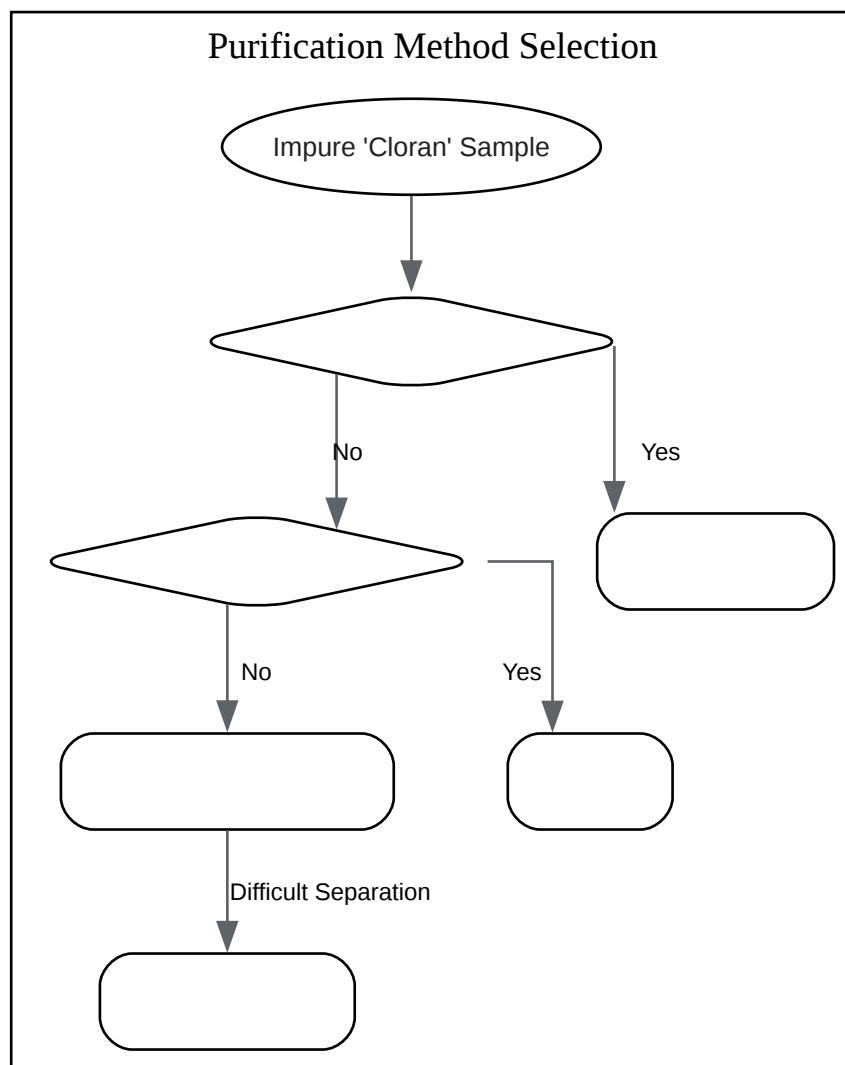 Purification Method Selection
Impure 'Cloran' Sample
No
Yes
No
Yes
Difficult Separation